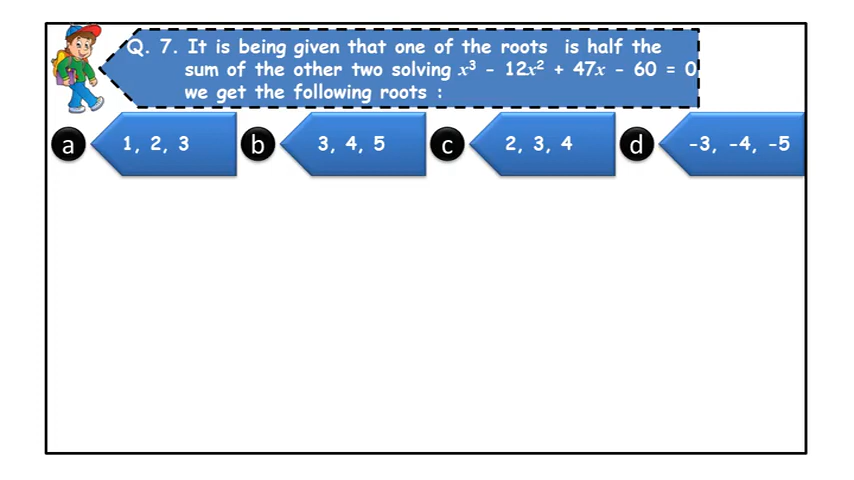 Q. 7. It is being given that one of the roots is half the
sum of the other two solving x³ - 12x² + 47x - 60 = 0
we get the following roots :
a 1, 2, 3 b 3, 4, 5 c 2, 3, 4 d -3, -4, -5